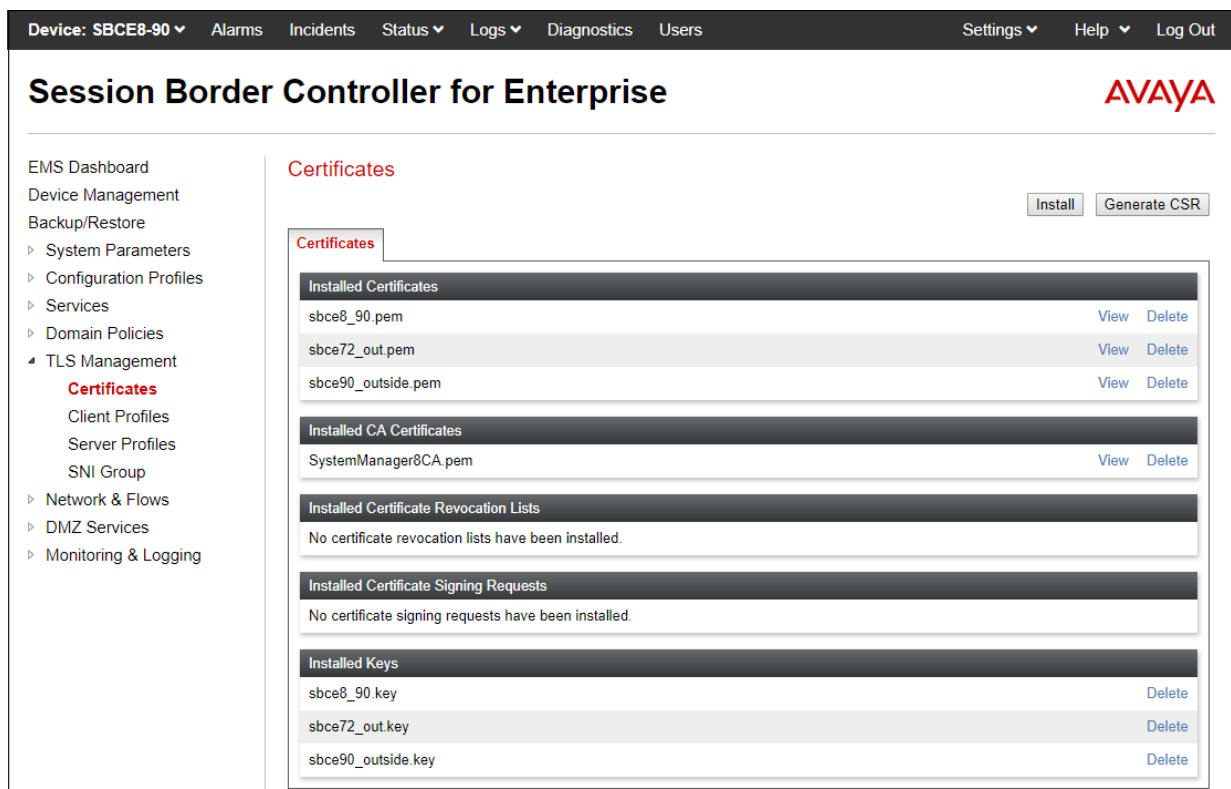 Device: SBCE8-90 Alarms Incidents Status Logs Diagnostics Users Settings Help Log Out
Session Border Controller for Enterprise
AVAYA
EMS Dashboard
Device Management
Backup/Restore
System Parameters
Configuration Profiles
Services
Domain Policies
TLS Management
Certificates
Client Profiles
Server Profiles
SNI Group
Network & Flows
DMZ Services
Monitoring & Logging
Certificates
Install Generate CSR
Certificates
Installed Certificates
sbce8_90.pem View Delete
sbce72_out.pem View Delete
sbce90_outside.pem View Delete
Installed CA Certificates
SystemManager8CA.pem View Delete
Installed Certificate Revocation Lists
No certificate revocation lists have been installed.
Installed Certificate Signing Requests
No certificate signing requests have been installed.
Installed Keys
sbce8_90.key Delete
sbce72_out.key Delete
sbce90_outside.key Delete